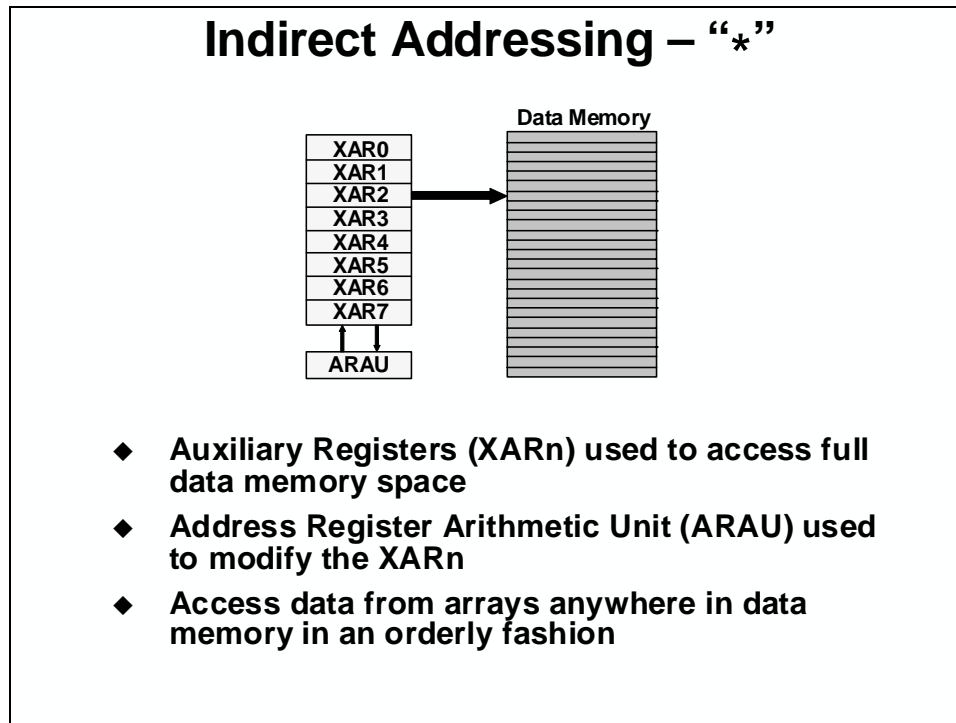 Indirect Addressing – “*”
Data Memory
XAR0
XAR1
XAR2
XAR3
XAR4
XAR5
XAR6
XAR7
ARAU
◆ Auxiliary Registers (XARn) used to access full
data memory space
◆ Address Register Arithmetic Unit (ARAU) used
to modify the XARn
◆ Access data from arrays anywhere in data
memory in an orderly fashion